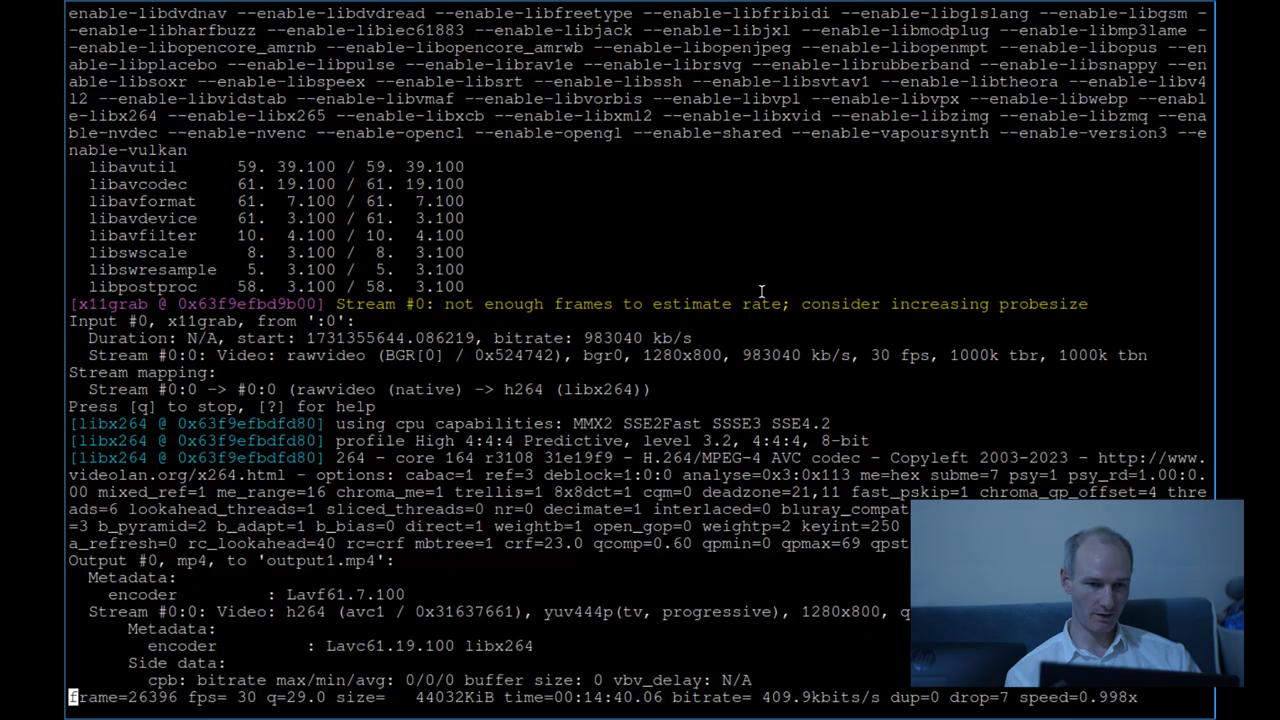 enable-libdvdnav --enable-libdvdread --enable-libfreetype --enable-libfribidi --enable-libglslang --enable-libgsm -
-enable-libharfbuzz --enable-libiec61883 --enable-libjack --enable-libjxl --enable-libmodplug --enable-libmp3lame -
-enable-libopencore_amrnb --enable-libopencore_amrwb --enable-libopenjpeg --enable-libopenmpt --enable-libopus --en
able-libplacebo --enable-libpulse --enable-librav1e --enable-librsvg --enable-librubberband --enable-libsnappy --en
able-libsoxr --enable-libspeex --enable-libsrt --enable-libssh --enable-libsvtav1 --enable-libtheora --enable-libv4
l2 --enable-libvidstab --enable-libvmaf --enable-libvorbis --enable-libvpl --enable-libvpx --enable-libwebp --enabl
e-libx264 --enable-libx265 --enable-libxcb --enable-libxml2 --enable-libxvid --enable-libzimg --enable-libzmq --ena
ble-nvdec --enable-nvenc --enable-opencl --enable-opengl --enable-shared --enable-vapoursynth --enable-version3 --e
nable-vulkan
libavutil 59. 39.100 / 59. 39.100
libavcodec 61. 19.100 / 61. 19.100
libavformat 61. 7.100 / 61. 7.100
libavdevice 61. 3.100 / 61. 3.100
libavfilter 10. 4.100 / 10. 4.100
libswscale 8. 3.100 / 8. 3.100
libswresample 5. 3.100 / 5. 3.100
libpostproc 58. 3.100 / 58. 3.100
[x11grab @ 0x63f9efbd9b00] Stream #0: not enough frames to estimate rate; consider increasing probesize
Input #0, x11grab, from ':0':
Duration: N/A, start: 1731355644.086219, bitrate: 983040 kb/s
Stream #0:0: Video: rawvideo (BGR[0] / 0x524742), bgr0, 1280x800, 983040 kb/s, 30 fps, 1000k tbr, 1000k tbn
Stream mapping:
Stream #0:0 -> #0:0 (rawvideo (native) -> h264 (libx264))
Press [q] to stop, [?] for help
[libx264 @ 0x63f9efbdfd80] using cpu capabilities: MMX2 SSE2Fast SSSE3 SSE4.2
[libx264 @ 0x63f9efbdfd80] profile High 4:4:4 Predictive, level 3.2, 4:4:4, 8-bit
[libx264 @ 0x63f9efbdfd80] 264 - core 164 r3108 31e19f9 - H.264/MPEG-4 AVC codec - Copyleft 2003-2023 - http://www.
videolan.org/x264.html - options: cabac=1 ref=3 deblock=1:0:0 analyse=0x3:0x113 me=hex subme=7 psy=1 psy_rd=1.00:0.
00 mixed_ref=1 me_range=16 chroma_me=1 trellis=1 8x8dct=1 cqm=0 deadzone=21,11 fast_pskip=1 chroma_qp_offset=4 thre
ads=6 lookahead_threads=1 sliced_threads=0 nr=0 decimate=1 interlaced=0 bluray_compat
=3 b_pyramid=2 b_adapt=1 b_bias=0 direct=1 weightb=1 open_gop=0 weightp=2 keyint=250
a_refresh=0 rc_lookahead=40 rc=crf mbtree=1 crf=23.0 qcomp=0.60 qpmin=0 qpmax=69 qpst
Output #0, mp4, to 'output1.mp4':
Metadata:
encoder : Lavf61.7.100
Stream #0:0: Video: h264 (avc1 / 0x31637661), yuv444p(tv, progressive), 1280x800, q
Metadata:
encoder : Lavc61.19.100 libx264
Side data:
cpb: bitrate max/min/avg: 0/0/0 buffer size: 0 vbv_delay: N/A
frame=26396 fps= 30 q=29.0 size= 44032KiB time=00:14:40.06 bitrate= 409.9kbits/s dup=0 drop=7 speed=0.998x